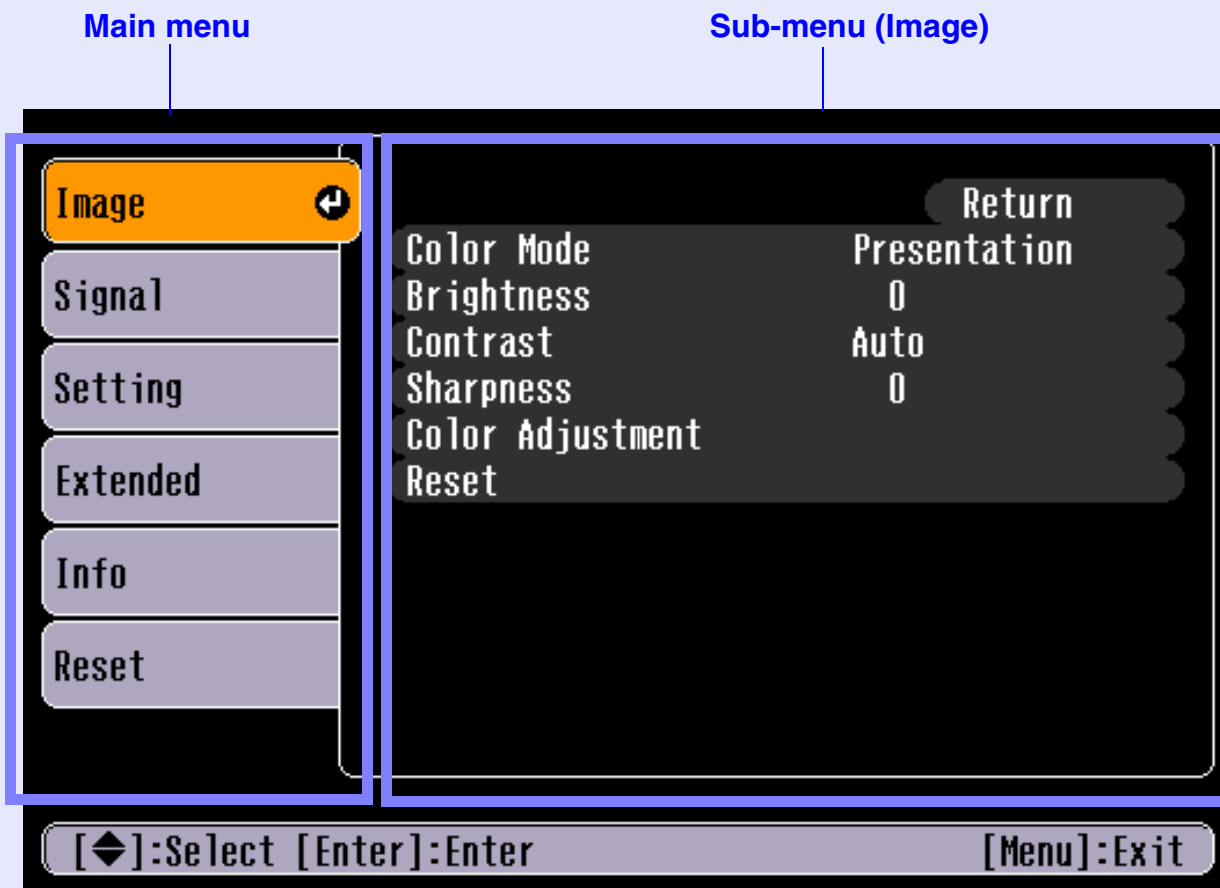 Main menu
Sub-menu (Image)
Image
Signal
Setting
Extended
Info
Reset
Return
Color Mode Presentation
Brightness 0
Contrast Auto
Sharpness 0
Color Adjustment
Reset
[◆]:Select [Enter]:Enter [Menu]:Exit